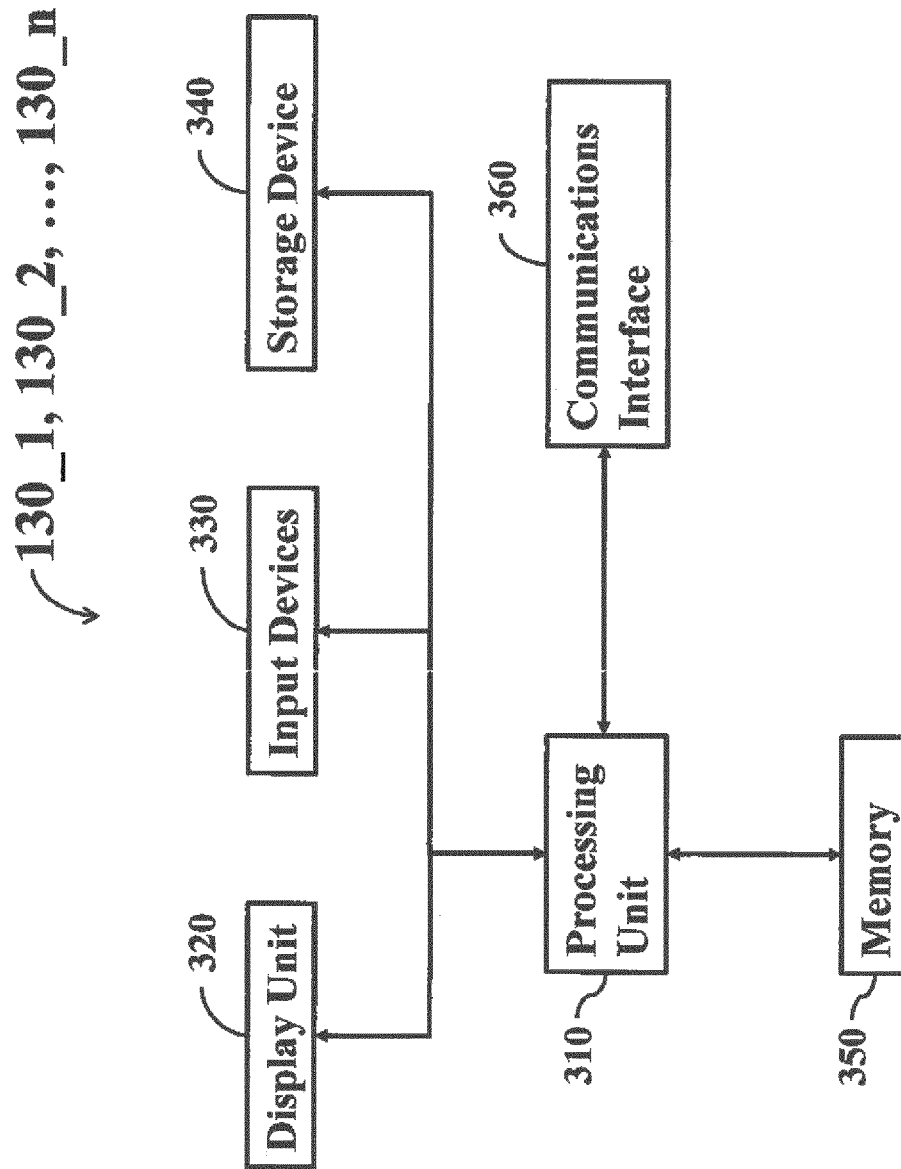 130_1, 130_2, ..., 130_n
320
330
340
Display Unit
Input Devices
Storage Device
360
310
Processing
Unit
Communications
Interface
350
Memory